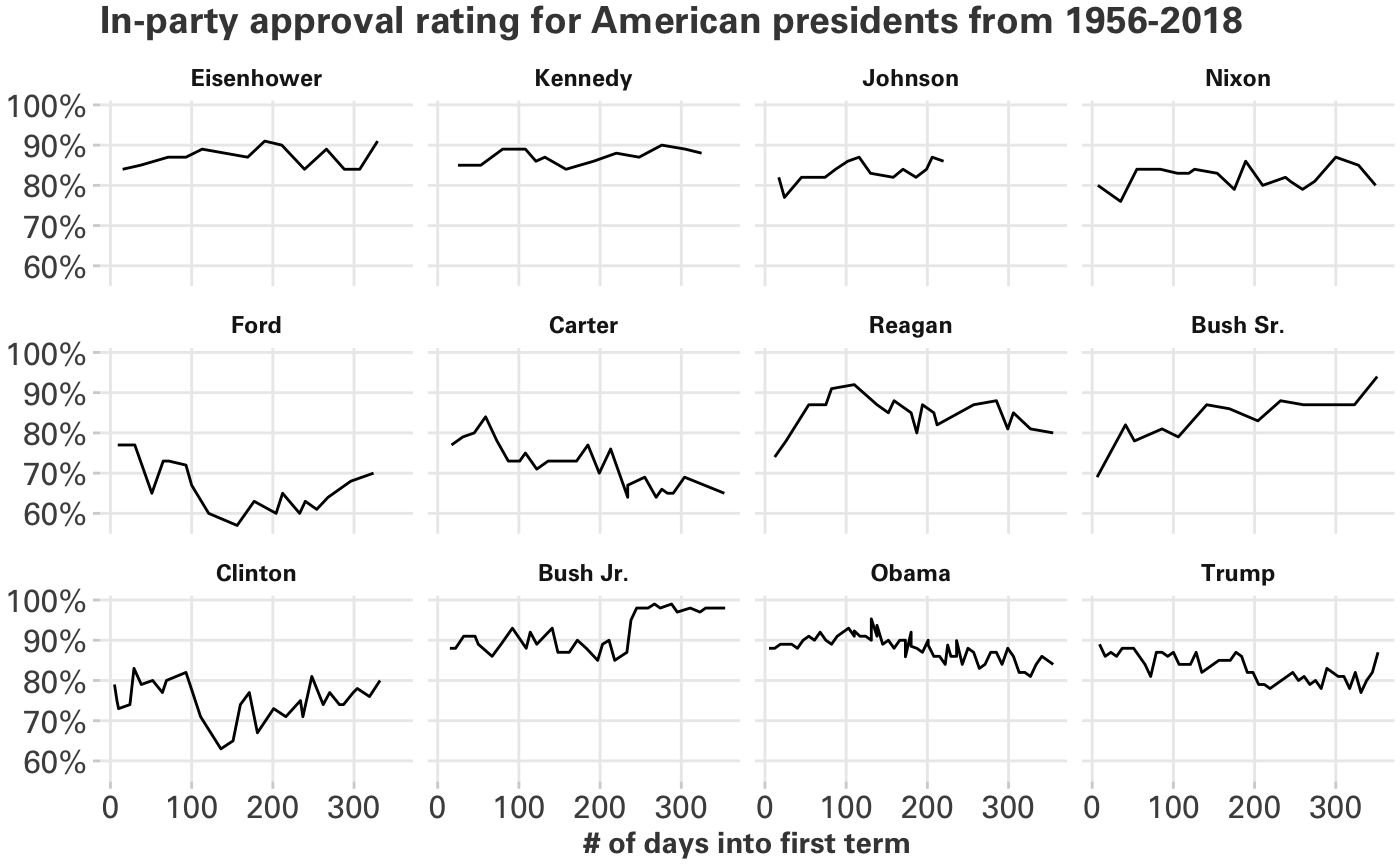 In-party approval rating for American presidents from 1956-2018
Eisenhower Kennedy Johnson Nixon
100%
90%
80%
70%
60%
Ford Carter Reagan Bush Sr.
100%
90%
80%
70%
60%
Clinton Bush Jr. Obama Trump
100%
90%
80%
70%
60%
0 100 200 300 0 100 200 300 0 100 200 300 0 100 200 300
# of days into first term